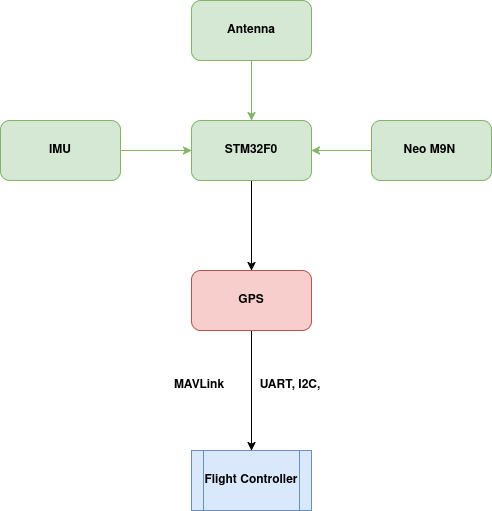 Antenna
IMU
STM32F0
Neo M9N
GPS
MAVLink
UART, I2C,
Flight Controller